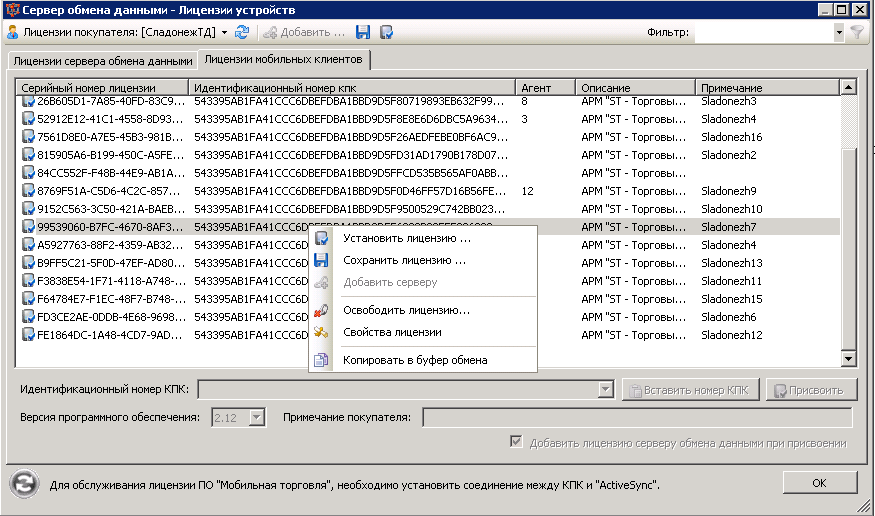 Сервер обмена данными - Лицензии устройств
Лицензии покупателя: [СладонежТД] Добавить ... Фильтр:
Лицензии сервера обмена данными Лицензии мобильных клиентов
Серийный номер лицензии Идентификационный номер кпк Агент Описание Примечание
26B605D1-7A85-40FD-83C9... 543395AB1FA41CCC6DBEFDBA1BBD9D5F80719893EB632F99... 8 АРМ "ST - Торговы... Sladonezh3
52912E12-41C1-4558-8D93... 543395AB1FA41CCC6DBEFDBA1BBD9D5F8E8E6D6DBC5A9634... 3 АРМ "ST - Торговы... Sladonezh4
7561D8E0-A7E5-45B3-981B... 543395AB1FA41CCC6DBEFDBA1BBD9D5F26AEDFEBE0BF6AC9... АРМ "ST - Торговы... Sladonezh16
815905A6-B199-450C-A5FE... 543395AB1FA41CCC6DBEFDBA1BBD9D5FD31AD1790B178D07... АРМ "ST - Торговы... Sladonezh2
84CC552F-F48B-44E9-AB1A... 543395AB1FA41CCC6DBEFDBA1BBD9D5FFCD535B565AF0ABB... АРМ "ST - Торговы...
8769F51A-C5D6-4C2C-857... 543395AB1FA41CCC6DBEFDBA1BBD9D5F0D46FF57D16B56FE... 12 АРМ "ST - Торговы... Sladonezh9
9152C563-3C50-421A-BAEB... 543395AB1FA41CCC6DBEFDBA1BBD9D5F9500529C742BB023... АРМ "ST - Торговы... Sladonezh10
99539060-B7FC-4670-8AF3... АРМ "ST - Торговы... Sladonezh7
A5927763-88F2-4359-AB32... 543395AB1FA41CCC6D АРМ "ST - Торговы... Sladonezh4
B9FF5C21-5F0D-47EF-AD80... 543395AB1FA41CCC6D АРМ "ST - Торговы... Sladonezh13
F3838E54-1F71-4118-A748-... 543395AB1FA41CCC6D АРМ "ST - Торговы... Sladonezh11
F64784E7-F1EC-48F7-B748-... 543395AB1FA41CCC6D АРМ "ST - Торговы... Sladonezh15
FD3CE2AE-0DDB-4E68-9698... 543395AB1FA41CCC6D АРМ "ST - Торговы... Sladonezh6
FE1864DC-1A48-4CD7-9AD... 543395AB1FA41CCC6D АРМ "ST - Торговы... Sladonezh12
Установить лицензию ...
Сохранить лицензию ...
Добавить серверу
Освободить лицензию...
Свойства лицензии
Копировать в буфер обмена
Идентификационный номер КПК: Вставить номер КПК Присвоить
Версия программного обеспечения: 2.12 Примечание покупателя:
Добавить лицензию серверу обмена данными при присвоении
Для обслуживания лицензии ПО "Мобильная торговля", необходимо установить соединение между КПК и "ActiveSync". OK